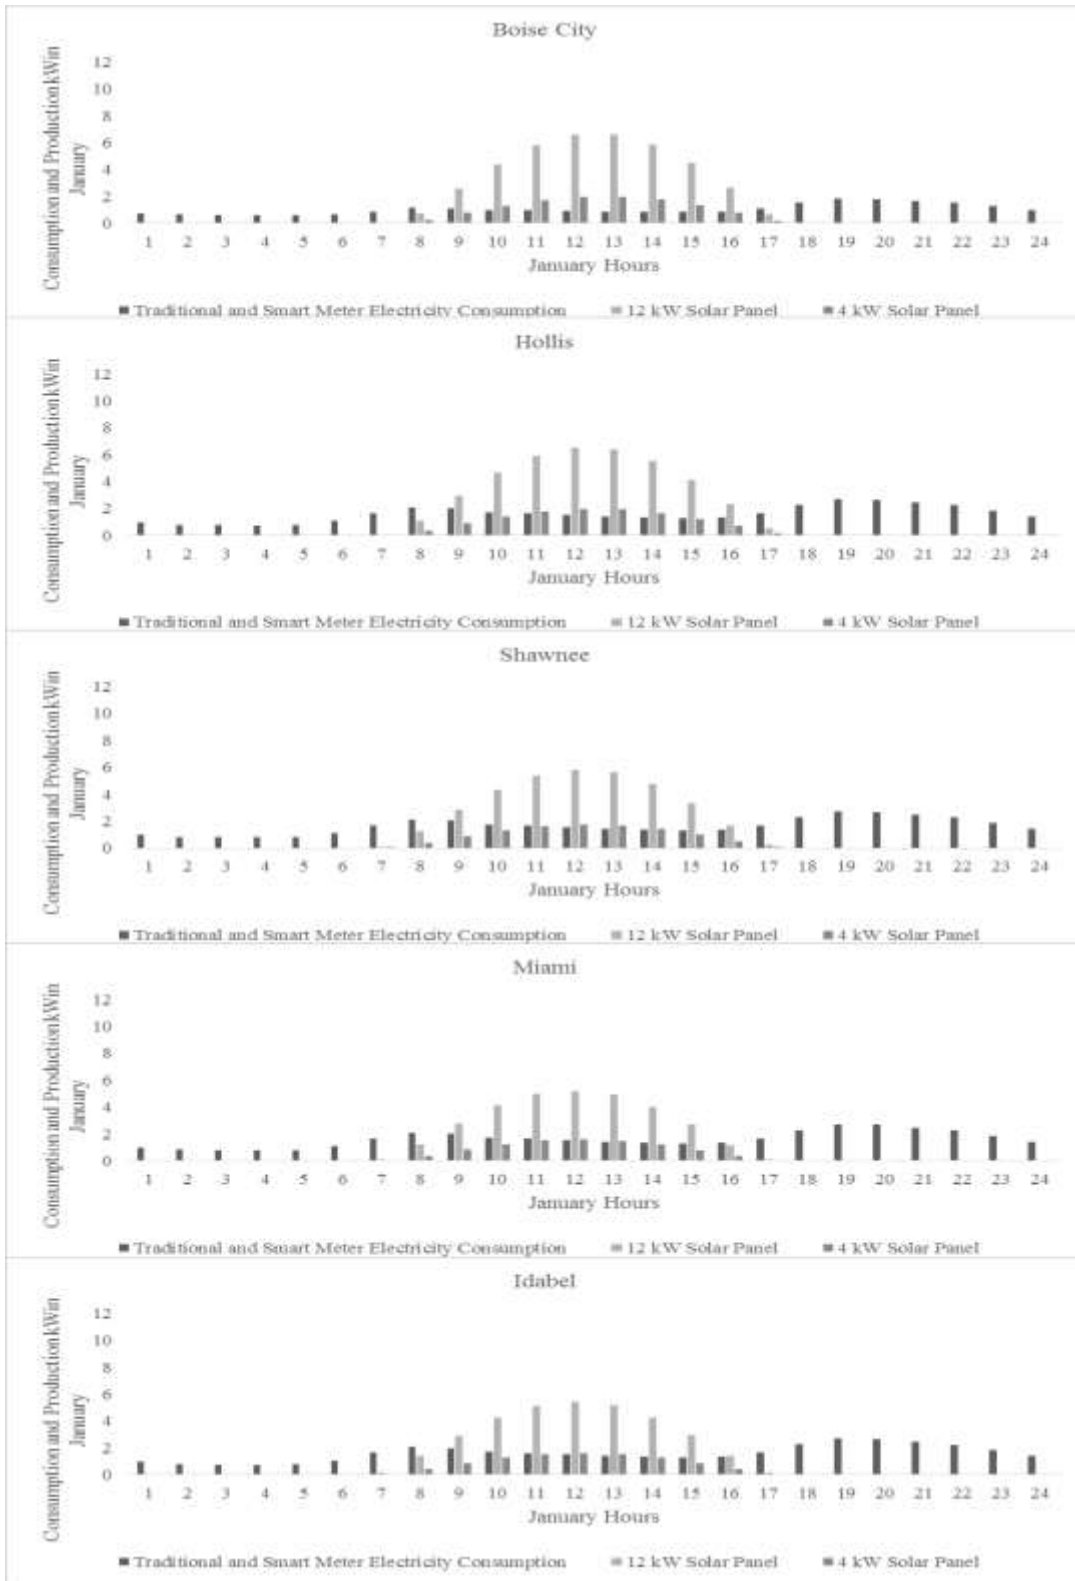 Boise City
Consumption and Production kW in
January
12
10
8
6
4
2
0
1 2 3 4 5 6 7 8 9 10 11 12 13 14 15 16 17 18 19 20 21 22 23 24
January Hours
Traditional and Smart Meter Electricity Consumption 12 kW Solar Panel 4 kW Solar Panel
Hollis
Consumption and Production kW in
January
12
10
8
6
4
2
0
1 2 3 4 5 6 7 8 9 10 11 12 13 14 15 16 17 18 19 20 21 22 23 24
January Hours
Traditional and Smart Meter Electricity Consumption 12 kW Solar Panel 4 kW Solar Panel
Shawnee
Consumption and Production kW in
January
12
10
8
6
4
2
0
1 2 3 4 5 6 7 8 9 10 11 12 13 14 15 16 17 18 19 20 21 22 23 24
January Hours
Traditional and Smart Meter Electricity Consumption 12 kW Solar Panel 4 kW Solar Panel
Miami
Consumption and Production kW in
January
12
10
8
6
4
2
0
1 2 3 4 5 6 7 8 9 10 11 12 13 14 15 16 17 18 19 20 21 22 23 24
January Hours
Traditional and Smart Meter Electricity Consumption 12 kW Solar Panel 4 kW Solar Panel
Idabel
Consumption and Production kW in
January
12
10
8
6
4
2
0
1 2 3 4 5 6 7 8 9 10 11 12 13 14 15 16 17 18 19 20 21 22 23 24
January Hours
Traditional and Smart Meter Electricity Consumption 12 kW Solar Panel 4 kW Solar Panel